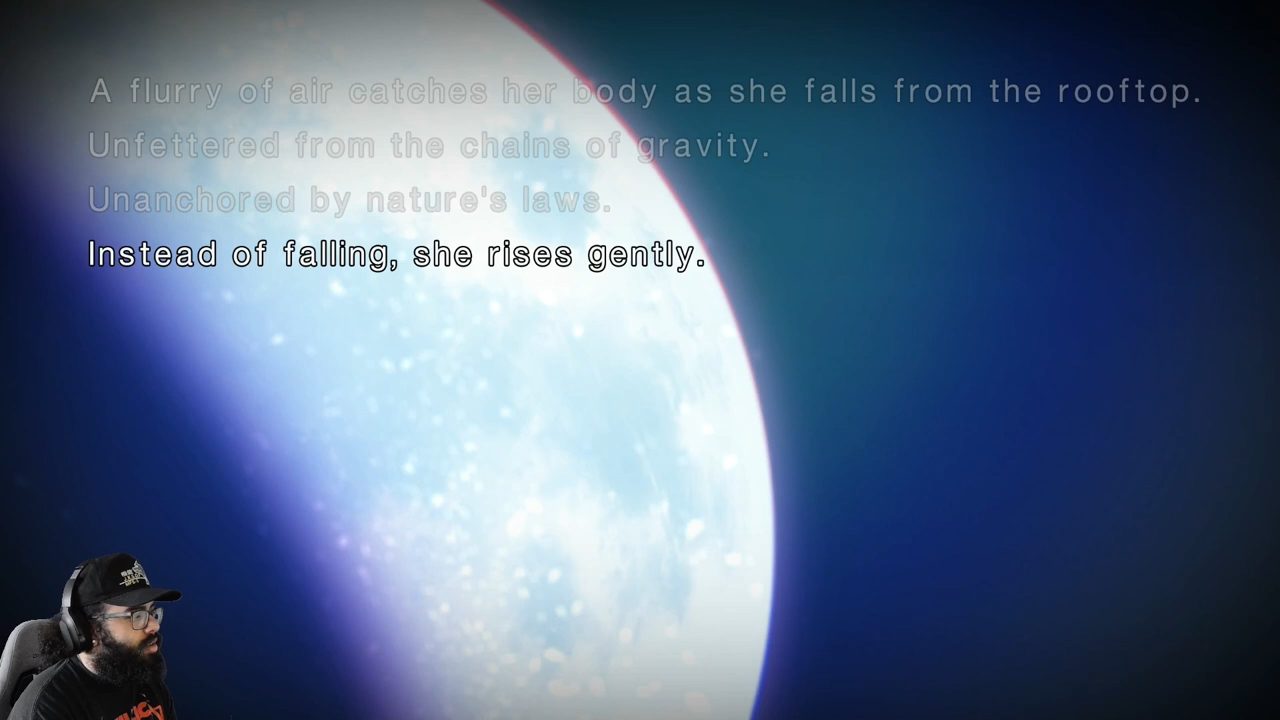 A flurry of air catches her body as she falls from the rooftop.
Unfettered from the chains of gravity.
Unanchored by nature's laws.
Instead of falling, she rises gently.